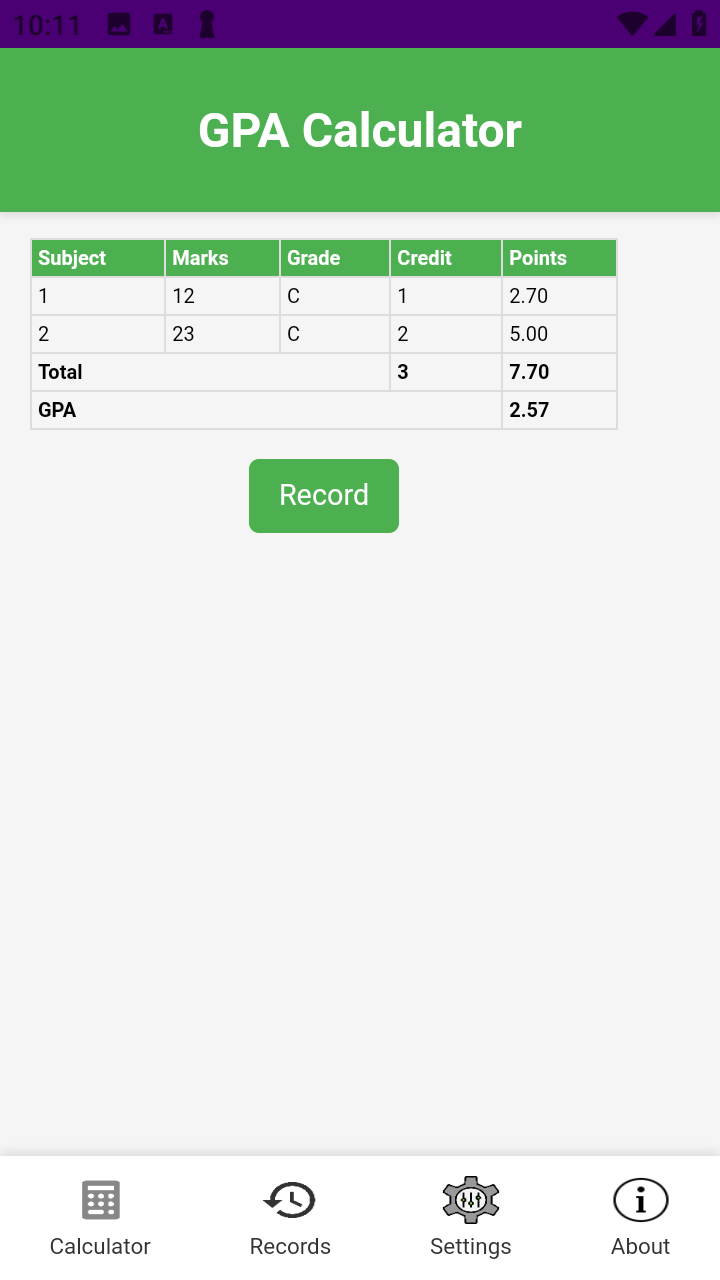 10:11
GPA Calculator
Subject Marks Grade Credit Points
1 12 C 1 2.70
2 23 C 2 5.00
Total 3 7.70
GPA 2.57
Record
Calculator Records Settings About